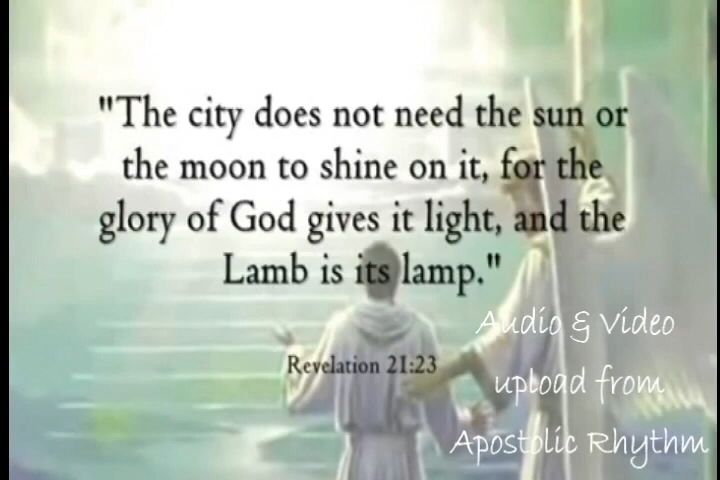 "The city does not need the sun or
the moon to shine on it, for the
glory of God gives it light, and the
Lamb is its lamp."
Revelation 21:23
Audio & Video
upload from
Apostolic Rhythm